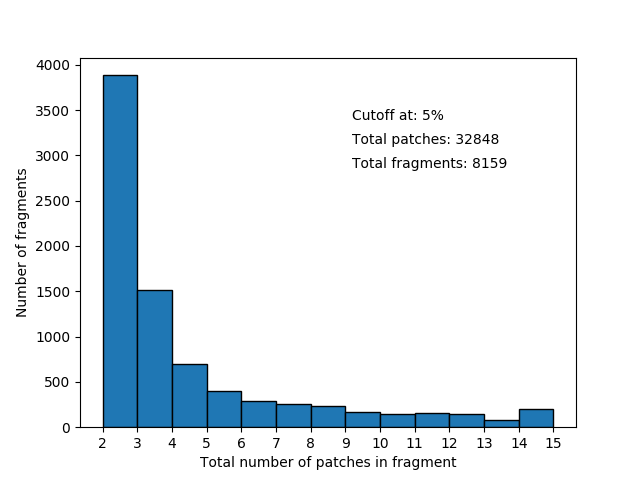 4000
3500
3000
2500
2000
1500
1000
500
0
Number of fragments
Cutoff at: 5%
Total patches: 32848
Total fragments: 8159
2 3 4 5 6 7 8 9 10 11 12 13 14 15
Total number of patches in fragment